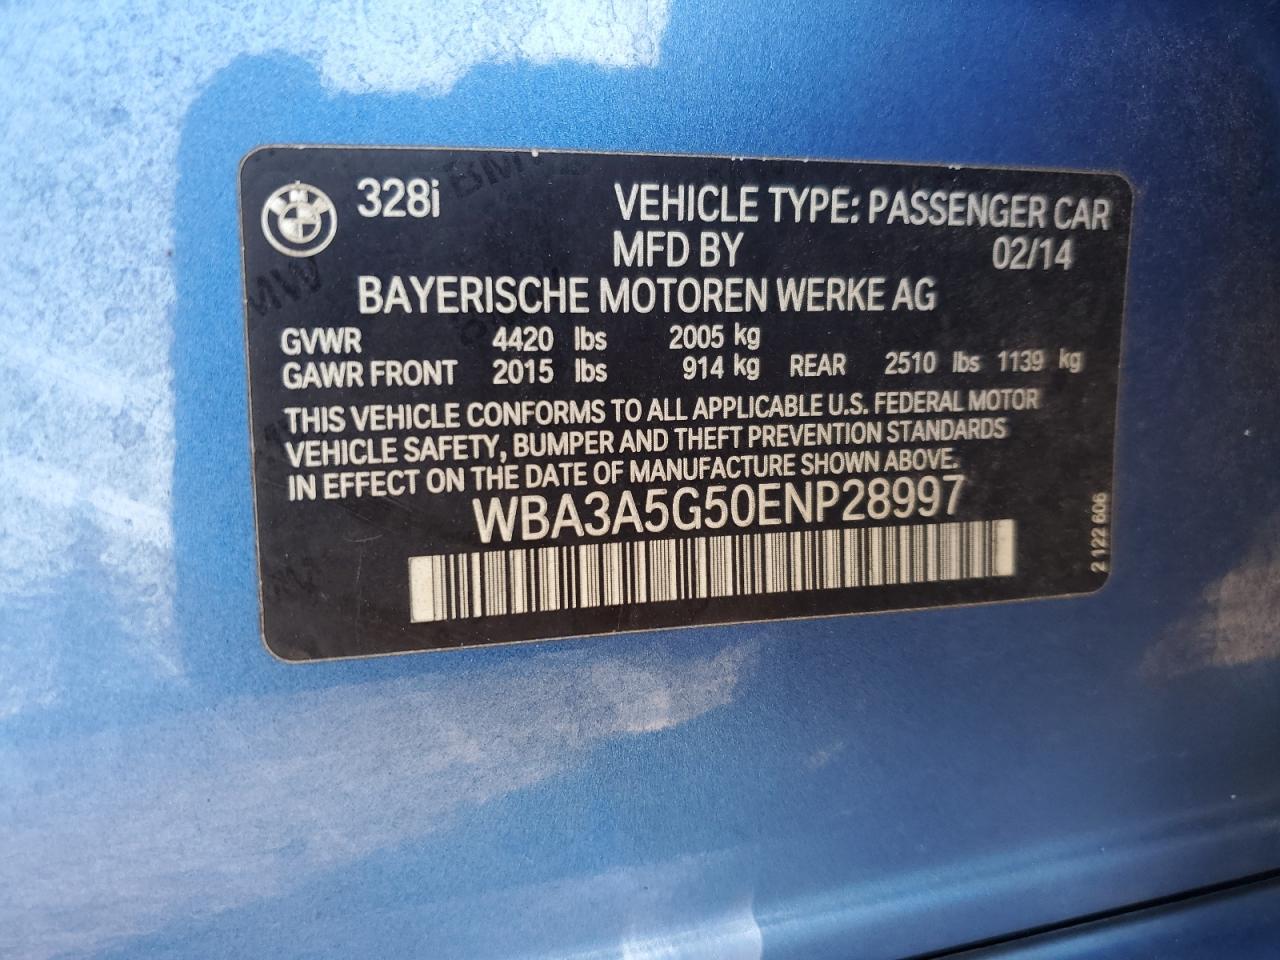 328i VEHICLE TYPE: PASSENGER CAR
MFD BY 02/14
BAYERISCHE MOTOREN WERKE AG
GVWR 4420 lbs 2005 kg
GAWR FRONT 2015 lbs 914 kg REAR 2510 lbs 1139 kg
THIS VEHICLE CONFORMS TO ALL APPLICABLE U.S. FEDERAL MOTOR
VEHICLE SAFETY, BUMPER AND THEFT PREVENTION STANDARDS
IN EFFECT ON THE DATE OF MANUFACTURE SHOWN ABOVE.
WBA3A5G50ENP28997
2 122 606